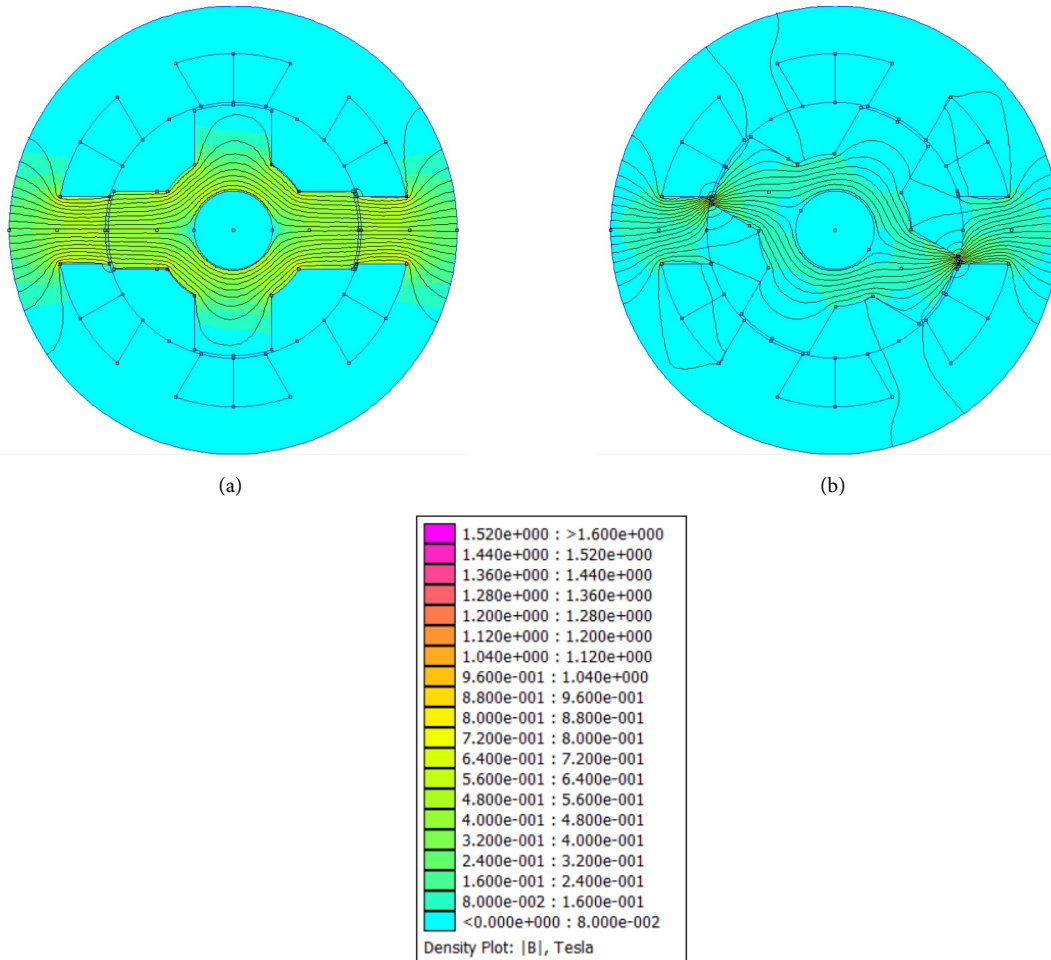 (a)
(b)
1.520e+000 : >1.600e+000
1.440e+000 : 1.520e+000
1.360e+000 : 1.440e+000
1.280e+000 : 1.360e+000
1.200e+000 : 1.280e+000
1.120e+000 : 1.200e+000
1.040e+000 : 1.120e+000
9.600e-001 : 1.040e+000
8.800e-001 : 9.600e-001
8.000e-001 : 8.800e-001
7.200e-001 : 8.000e-001
6.400e-001 : 7.200e-001
5.600e-001 : 6.400e-001
4.800e-001 : 5.600e-001
4.000e-001 : 4.800e-001
3.200e-001 : 4.000e-001
2.400e-001 : 3.200e-001
1.600e-001 : 2.400e-001
8.000e-002 : 1.600e-001
<0.000e+000 : 8.000e-002
Density Plot: |B|, Tesla